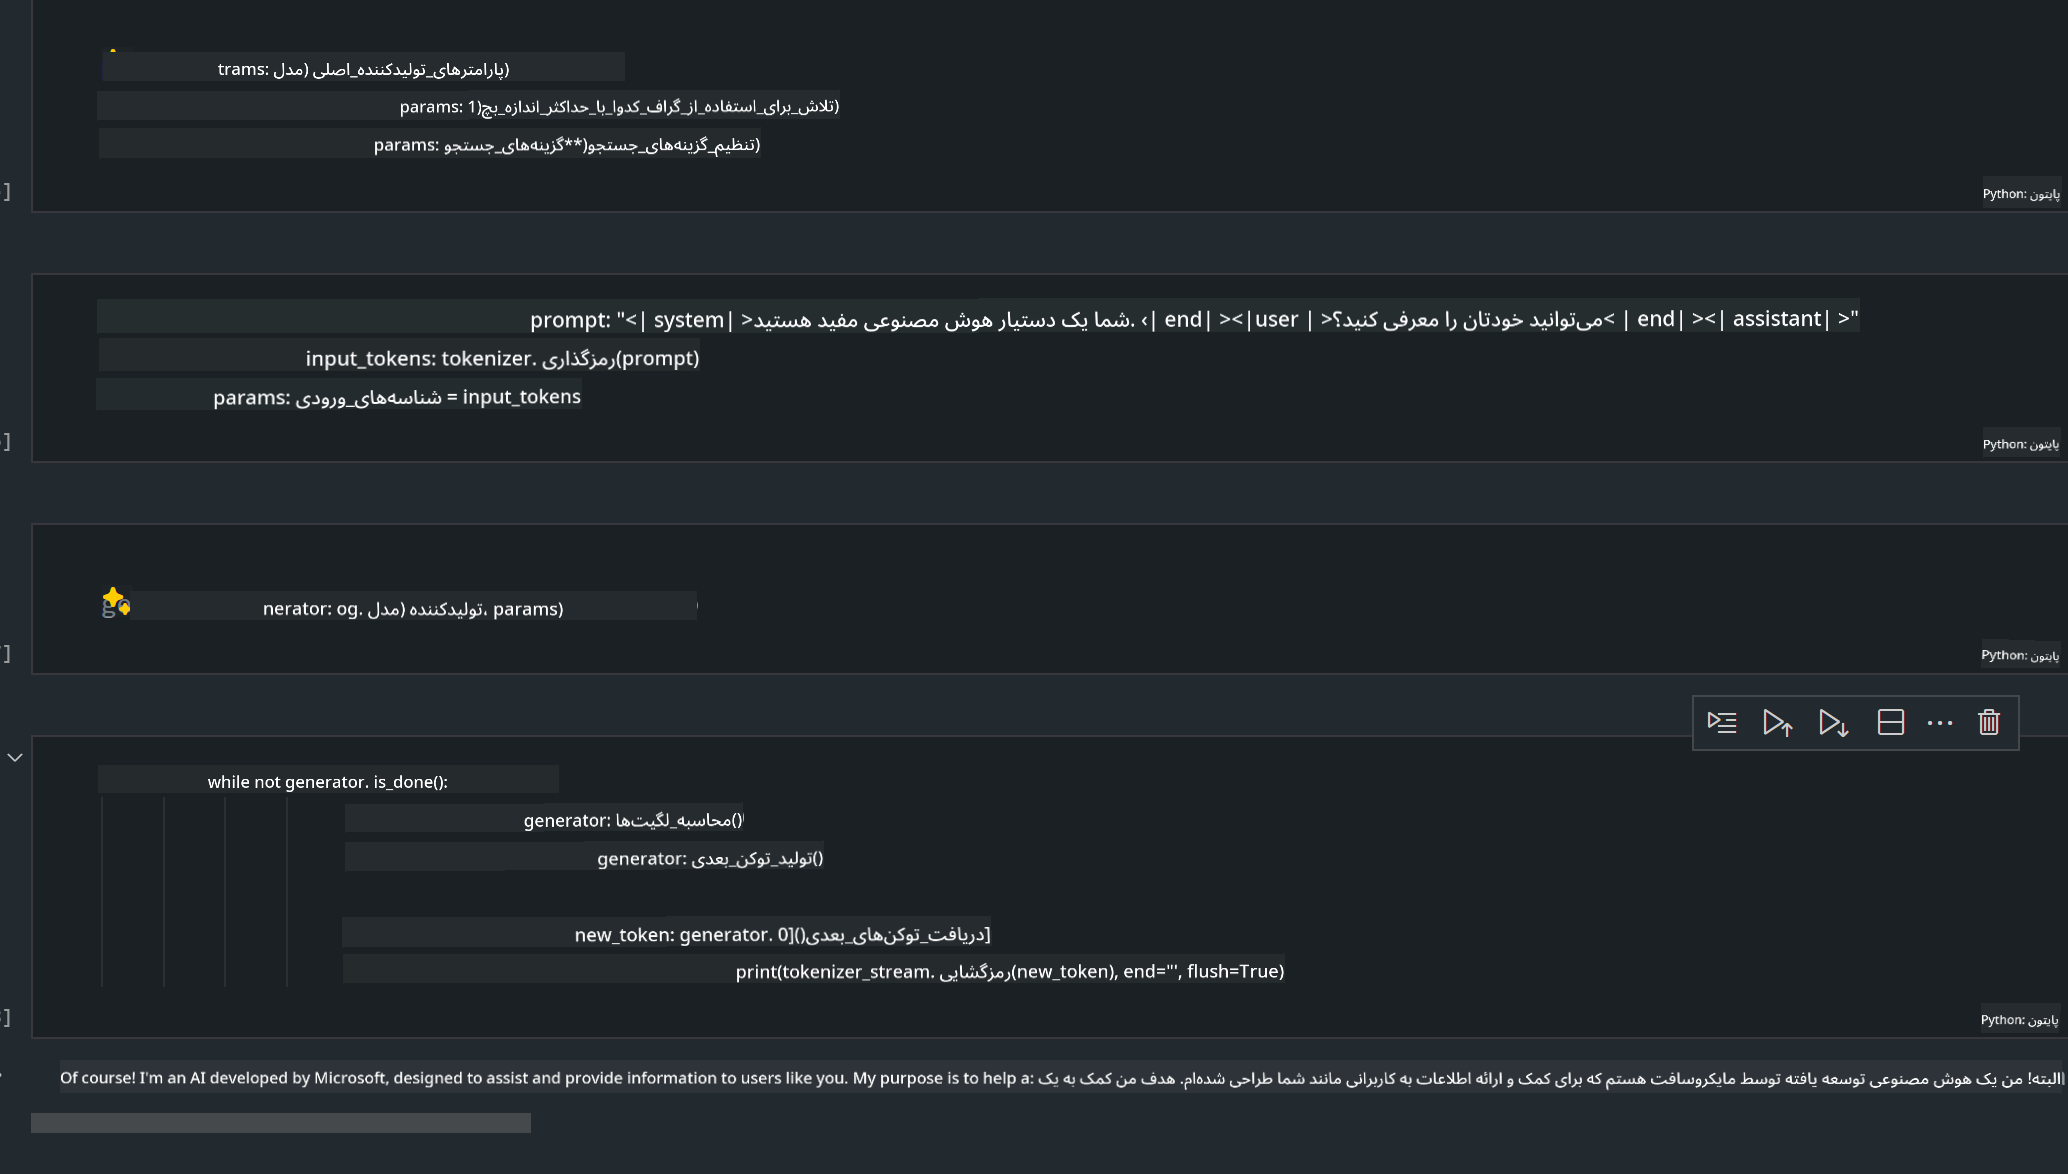 trams: پارامترهای_تولیدکننده_اصلی (مدل)
params: تلاش_برای_استفاده_از_گراف_کدوا_با_حداکثر_اندازه_بچ(1)
params: تنظیم_گزینه‌های_جستجو(**گزینه‌های_جستجو)
]
Python: پایتون
prompt: "<| system| >شما یک دستیار هوش مصنوعی مفید هستید. <| end| ><|user | >می‌توانید خودتان را معرفی کنید؟< | end| ><| assistant| >"
input_tokens: tokenizer. رمزگذاری(prompt)
params: شناسه‌های_ورودی = input_tokens
]
Python: پایتون
nerator: og. تولیدکننده (مدل، params)
]
Python: پایتون
while not generator. is_done():
generator: محاسبه_لگیت‌ها()
generator: تولید_توکن_بعدی()
new_token: generator. دریافت_توکن‌های_بعدی()[0]
print(tokenizer_stream. رمزگشایی(new_token), end="', flush=True)
]
Python: پایتون
Of course! I'm an AI developed by Microsoft, designed to assist and provide information to users like you. My purpose is to help a: البته! من یک هوش مصنوعی توسعه یافته توسط مایکروسافت هستم که برای کمک و ارائه اطلاعات به کاربرانی مانند شما طراحی شده‌ام. هدف من کمک به یک